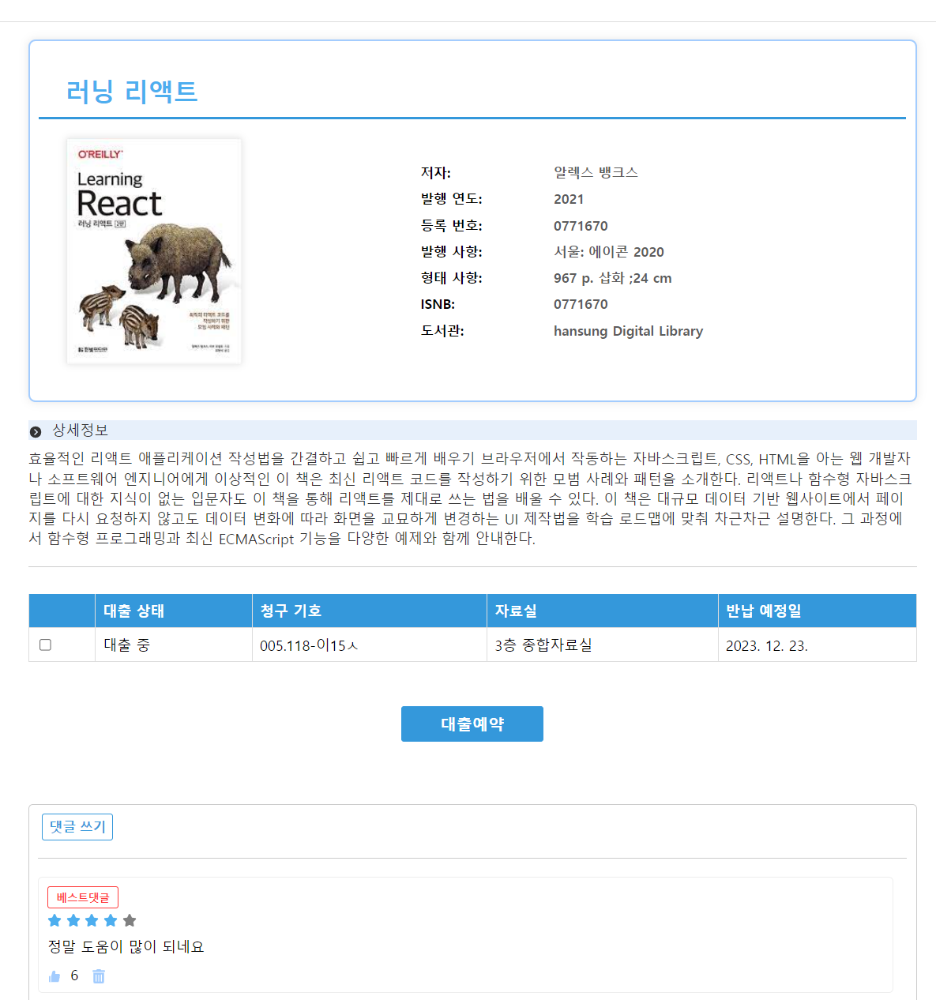 러닝 리액트
O'REILLY
Learning
React
러닝 리액트 2판
저자: 알렉스 뱅크스
발행 연도: 2021
등록 번호: 0771670
발행 사항: 서울: 에이콘 2020
형태 사항: 967 p. 삽화 ;24 cm
ISNB: 0771670
도서관: hansung Digital Library
상세정보
효율적인 리액트 애플리케이션 작성법을 간결하고 쉽고 빠르게 배우기 브라우저에서 작동하는 자바스크립트, CSS, HTML을 아는 웹 개발자
나 소프트웨어 엔지니어에게 이상적인 이 책은 최신 리액트 코드를 작성하기 위한 모범 사례와 패턴을 소개한다. 리액트나 함수형 자바스크
립트에 대한 지식이 없는 입문자도 이 책을 통해 리액트를 제대로 쓰는 법을 배울 수 있다. 이 책은 대규모 데이터 기반 웹사이트에서 페이
지를 다시 요청하지 않고도 데이터 변화에 따라 화면을 교묘하게 변경하는 UI 제작법을 학습 로드맵에 맞춰 차근차근 설명한다. 그 과정에
서 함수형 프로그래밍과 최신 ECMAScript 기능을 다양한 예제와 함께 안내한다.
대출 상태 청구 기호 자료실 반납 예정일
대출 중 005.118-이15ㅅ 3층 종합자료실 2023. 12. 23.
대출예약
댓글 쓰기
베스트댓글
정말 도움이 많이 되네요
6